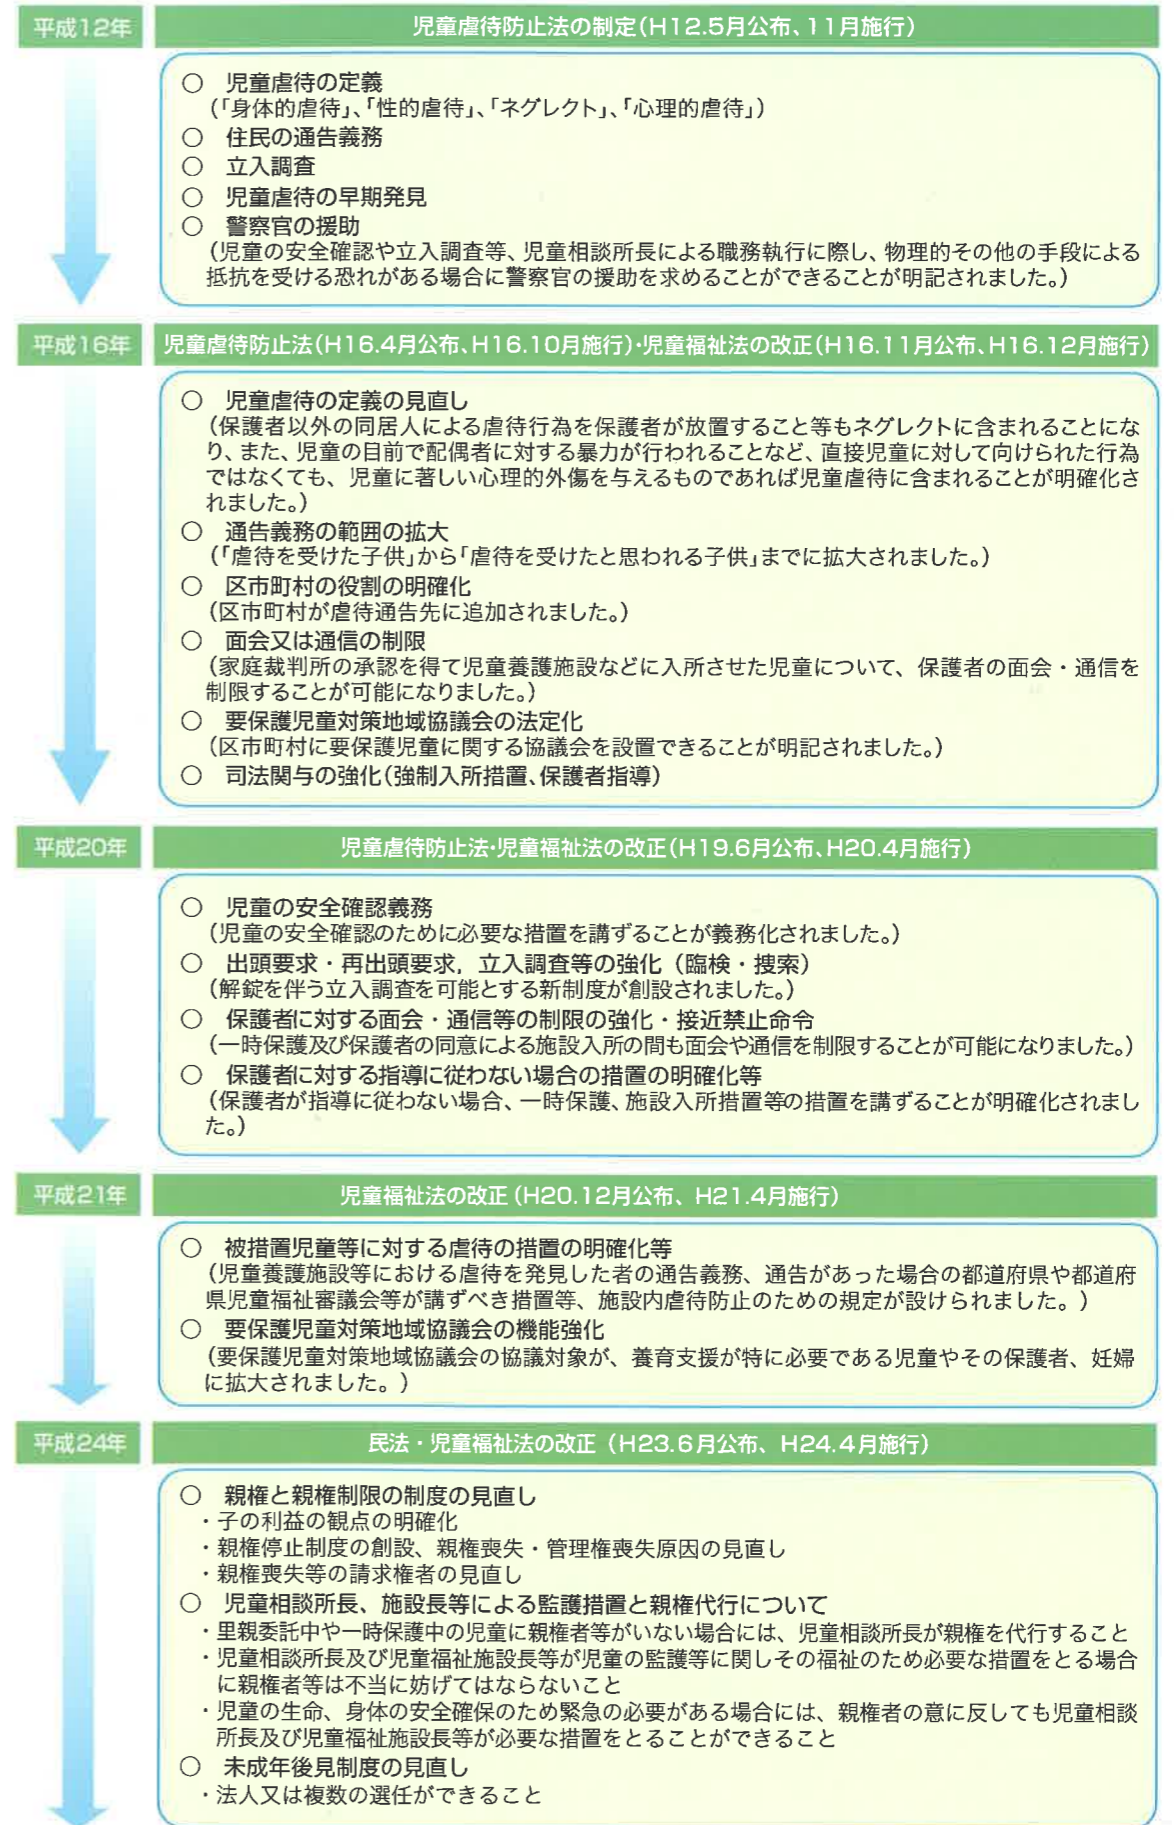 平成12年
児童虐待防止法の制定(H12.5月公布、11月施行)
○ 児童虐待の定義
(「身体的虐待」、「性的虐待」、「ネグレクト」、「心理的虐待」)
○ 住民の通告義務
○ 立入調査
○ 児童虐待の早期発見
○ 警察官の援助
(児童の安全確認や立入調査等、児童相談所長による職務執行に際し、物理的その他の手段による
抵抗を受ける恐れがある場合に警察官の援助を求めることができることが明記されました。)
平成16年
児童虐待防止法(H16.4月公布、H16.10月施行)・児童福祉法の改正(H16.11月公布、H16.12月施行)
○ 児童虐待の定義の見直し
(保護者以外の同居人による虐待行為を保護者が放置すること等もネグレクトに含まれることにな
り、また、児童の目前で配偶者に対する暴力が行われることなど、直接児童に対して向けられた行為
ではなくても、児童に著しい心理的外傷を与えるものであれば児童虐待に含まれることが明確化さ
れました。)
○ 通告義務の範囲の拡大
(「虐待を受けた子供」から「虐待を受けたと思われる子供」までに拡大されました。)
○ 区市町村の役割の明確化
(区市町村が虐待通告先に追加されました。)
○ 面会又は通信の制限
(家庭裁判所の承認を得て児童養護施設などに入所させた児童について、保護者の面会・通信を
制限することが可能になりました。)
○ 要保護児童対策地域協議会の法定化
(区市町村に要保護児童に関する協議会を設置できることが明記されました。)
○ 司法関与の強化(強制入所措置、保護者指導)
平成20年
児童虐待防止法・児童福祉法の改正(H19.6月公布、H20.4月施行)
○ 児童の安全確認義務
(児童の安全確認のために必要な措置を講ずることが義務化されました。)
○ 出頭要求・再出頭要求, 立入調査等の強化(臨検・捜索)
(解錠を伴う立入調査を可能とする新制度が創設されました。)
○ 保護者に対する面会・通信等の制限の強化・接近禁止命令
(一時保護及び保護者の同意による施設入所の間も面会や通信を制限することが可能になりました。)
○ 保護者に対する指導に従わない場合の措置の明確化等
(保護者が指導に従わない場合、一時保護、施設入所措置等の措置を講ずることが明確化されまし
た。)
平成21年
児童福祉法の改正(H20.12月公布、H21.4月施行)
○ 被措置児童等に対する虐待の措置の明確化等
(児童養護施設等における虐待を発見した者の通告義務、通告があった場合の都道府県や都道府
県児童福祉審議会等が講ずべき措置等、施設内虐待防止のための規定が設けられました。)
○ 要保護児童対策地域協議会の機能強化
(要保護児童対策地域協議会の協議対象が、養育支援が特に必要である児童やその保護者、妊婦
に拡大されました。)
平成24年
民法・児童福祉法の改正(H23.6月公布、H24.4月施行)
○ 親権と親権制限の制度の見直し
・子の利益の観点の明確化
・親権停止制度の創設、親権喪失・管理権喪失原因の見直し
・親権喪失等の請求権者の見直し
○ 児童相談所長、施設長等による監護措置と親権代行について
・里親委託中や一時保護中の児童に親権者等がいない場合には、児童相談所長が親権を代行すること
・児童相談所長及び児童福祉施設長等が児童の監護等に関しその福祉のため必要な措置をとる場合
に親権者等は不当に妨げてはならないこと
・児童の生命、身体の安全確保のため緊急の必要がある場合には、親権者の意に反しても児童相談
所長及び児童福祉施設長等が必要な措置をとることができること
○ 未成年後見制度の見直し
・法人又は複数の選任ができること